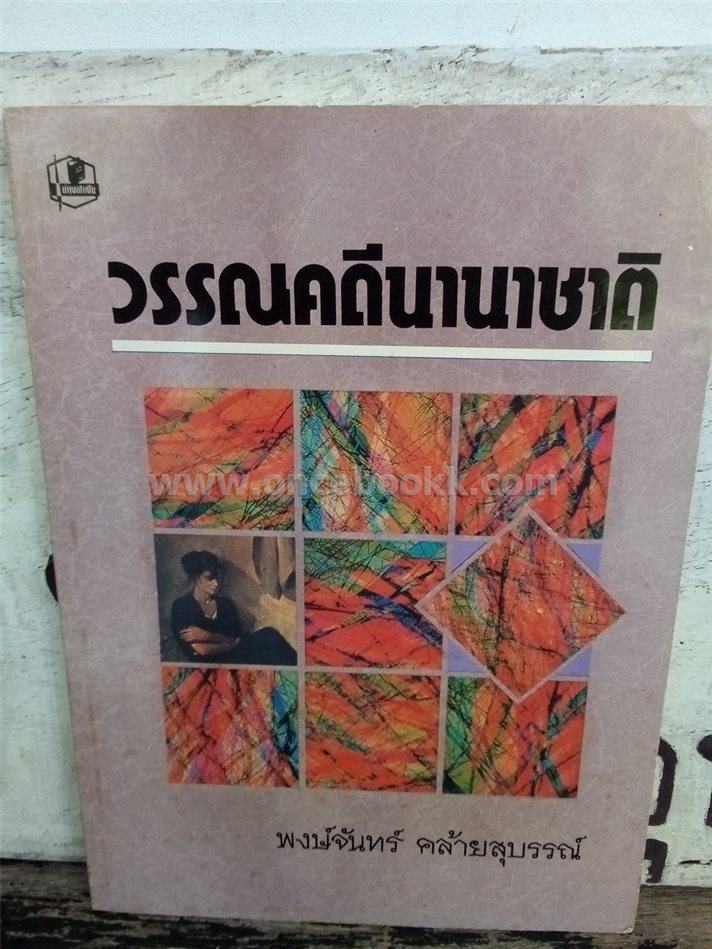 วรรณคดีนานาชาติ
www.oncebookk.com
พงษ์จันทร์ คล้ายสุบรรณ์